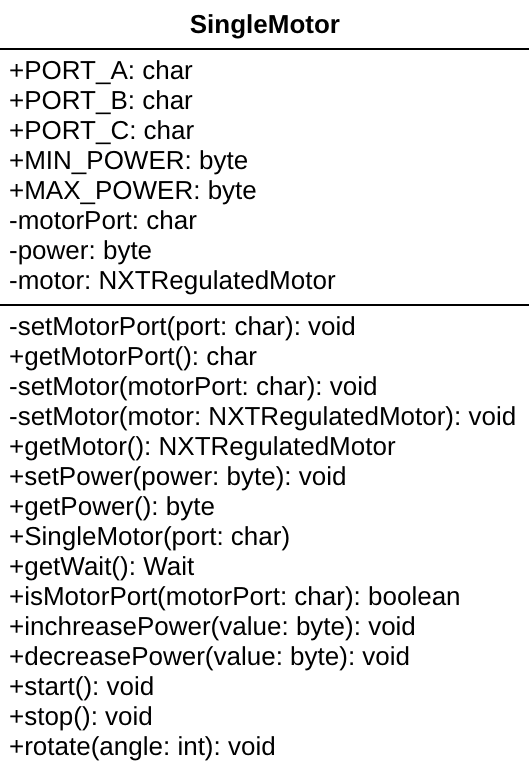 SingleMotor
+PORT_A: char
+PORT_B: char
+PORT_C: char
+MIN_POWER: byte
+MAX_POWER: byte
-motorPort: char
-power: byte
-motor: NXTRegulatedMotor
-setMotorPort(port: char): void
+getMotorPort(): char
-setMotor(motorPort: char): void
-setMotor(motor: NXTRegulatedMotor): void
+getMotor(): NXTRegulatedMotor
+setPower(power: byte): void
+getPower(): byte
+SingleMotor(port: char)
+getWait(): Wait
+isMotorPort(motorPort: char): boolean
+inchreasePower(value: byte): void
+decreasePower(value: byte): void
+start(): void
+stop(): void
+rotate(angle: int): void